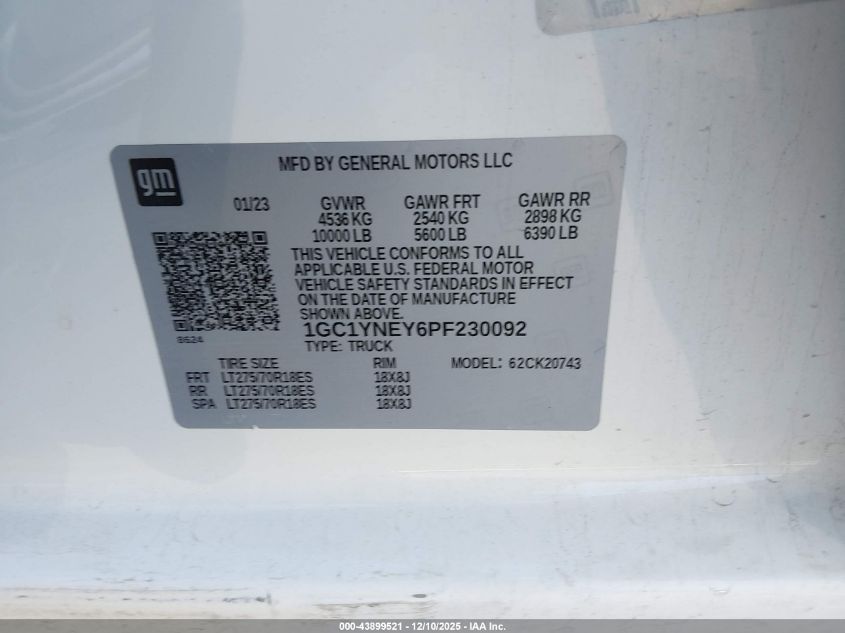 gm
MFD BY GENERAL MOTORS LLC
01/23
GVWR
4536 KG
10000 LB
GAWR FRT
2540 KG
5600 LB
GAWR RR
2898 KG
6390 LB
THIS VEHICLE CONFORMS TO ALL
APPLICABLE U.S. FEDERAL MOTOR
VEHICLE SAFETY STANDARDS IN EFFECT
ON THE DATE OF MANUFACTURE
SHOWN ABOVE.
8624
1GC1YNEY6PF230092
TYPE: TRUCK
TIRE SIZE RIM MODEL: 62CK20743
FRT LT275/70R18ES 18X8J
RR LT275/70R18ES 18X8J
SPA LT275/70R18ES 18X8J
000-43899521 - 12/10/2025 - IAA Inc.